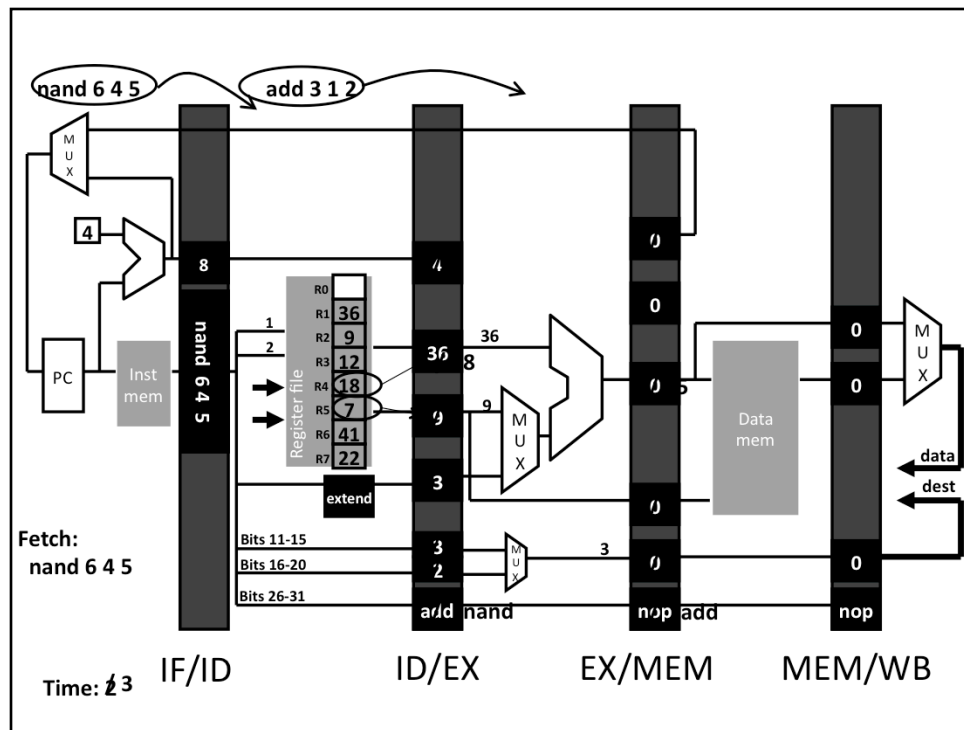 nand 6 4 5
add 3 1 2
MUX
4
8
4
0
0
nand 6 4 5
PC
Inst mem
1
2
Register file
R0
R1 36
R2 9
R3 12
R4 18
R5 7
R6 41
R7 22
extend
36
36
8
9
9
3
MUX
0
0
Data mem
0
0
MUX
data
dest
Fetch:
nand 6 4 5
Bits 11-15
3
Bits 16-20
2
MUX
3
0
0
Bits 26-31
add
nand
nop
add
nop
IF/ID
ID/EX
EX/MEM
MEM/WB
Time: 2/ 3